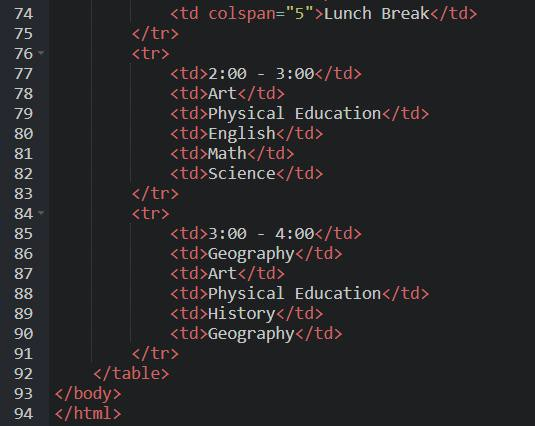 74 <td colspan="5">Lunch Break</td>
75 </tr>
76 <tr>
77 <td>2:00 - 3:00</td>
78 <td>Art</td>
79 <td>Physical Education</td>
80 <td>English</td>
81 <td>Math</td>
82 <td>Science</td>
83 </tr>
84 <tr>
85 <td>3:00 - 4:00</td>
86 <td>Geography</td>
87 <td>Art</td>
88 <td>Physical Education</td>
89 <td>History</td>
90 <td>Geography</td>
91 </tr>
92 </table>
93 </body>
94 </html>